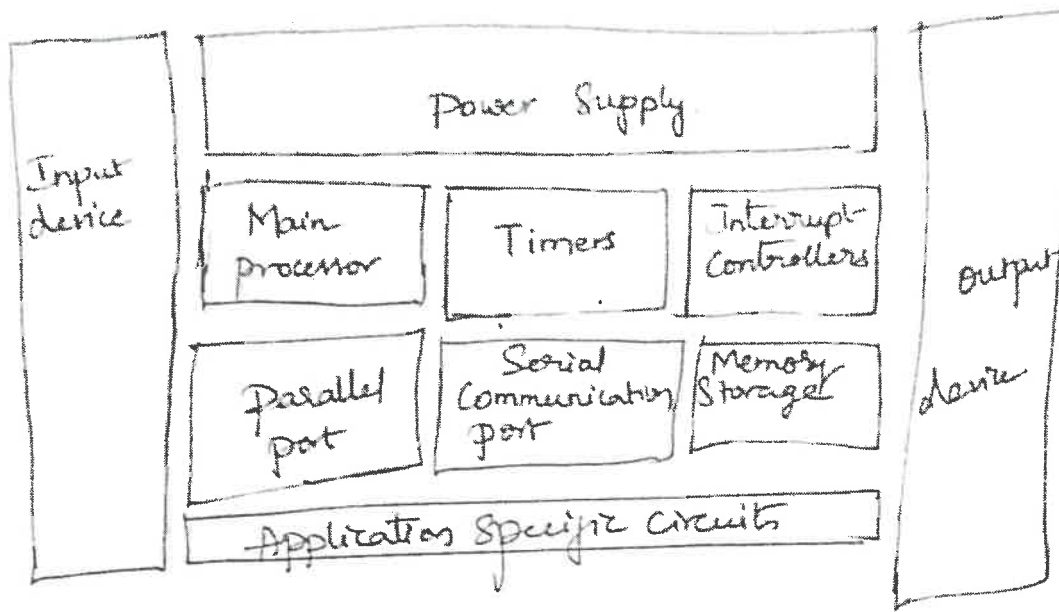 Power Supply
Input
device
Main
processor
Timers
Interrupt
Controllers
output
device
Parallel
port
Serial
Communication
port
Memory
Storage
Application Specific Circuits